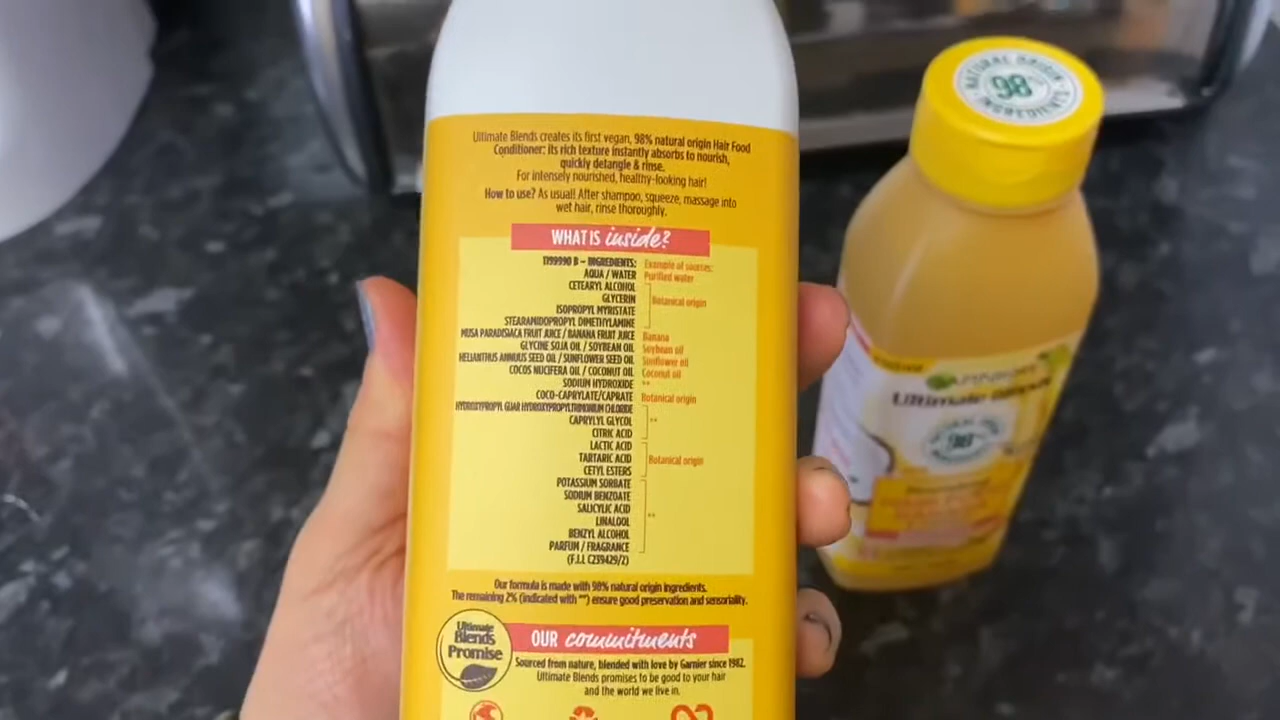 Ultimate Blends creates its first vegan, 98% natural origin Hair Food
Conditioner: its rich texture instantly absorbs to nourish,
quickly detangle & rinse.
For intensely nourished, healthy-looking hair!
How to use? As usual! After shampoo, squeeze, massage into
wet hair, rinse thoroughly.
WHAT IS inside?
1199990 B – INGREDIENTS: Example of sources:
AQUA / WATER Purified water
CETEARYL ALCOHOL
GLYCERIN Botanical origin
ISOPROPYL MYRISTATE
STEARAMIDOPROPYL DIMETHYLAMINE
MUSA PARADISIACA FRUIT JUICE / BANANA FRUIT JUICE Banana
GLYCINE SOJA OIL / SOYBEAN OIL Soybean oil
HELIANTHUS ANNUUS SEED OIL / SUNFLOWER SEED OIL Sunflower oil
COCOS NUCIFERA OIL / COCONUT OIL Coconut oil
SODIUM HYDROXIDE **
COCO-CAPRYLATE/CAPRATE Botanical origin
HYDROXYPROPYL GUAR HYDROXYPROPYLTRIMONIUM CHLORIDE
CAPRYLYL GLYCOL **
CITRIC ACID
LACTIC ACID
TARTARIC ACID Botanical origin
CETYL ESTERS
POTASSIUM SORBATE
SODIUM BENZOATE
SALICYLIC ACID **
LINALOOL
BENZYL ALCOHOL
PARFUM / FRAGRANCE
(F.I.L C239429/2)
Our formula is made with 98% natural origin ingredients.
The remaining 2% (indicated with **) ensure good preservation and sensoriality.
Ultimate
Blends
Promise
OUR commitments
Sourced from nature, blended with love by Garnier since 1982.
Ultimate Blends promises to be good to your hair
and the world we live in.
NATURAL ORIGIN
98%
INGREDIENTS
GARNIER
Ultimate Blends
98%